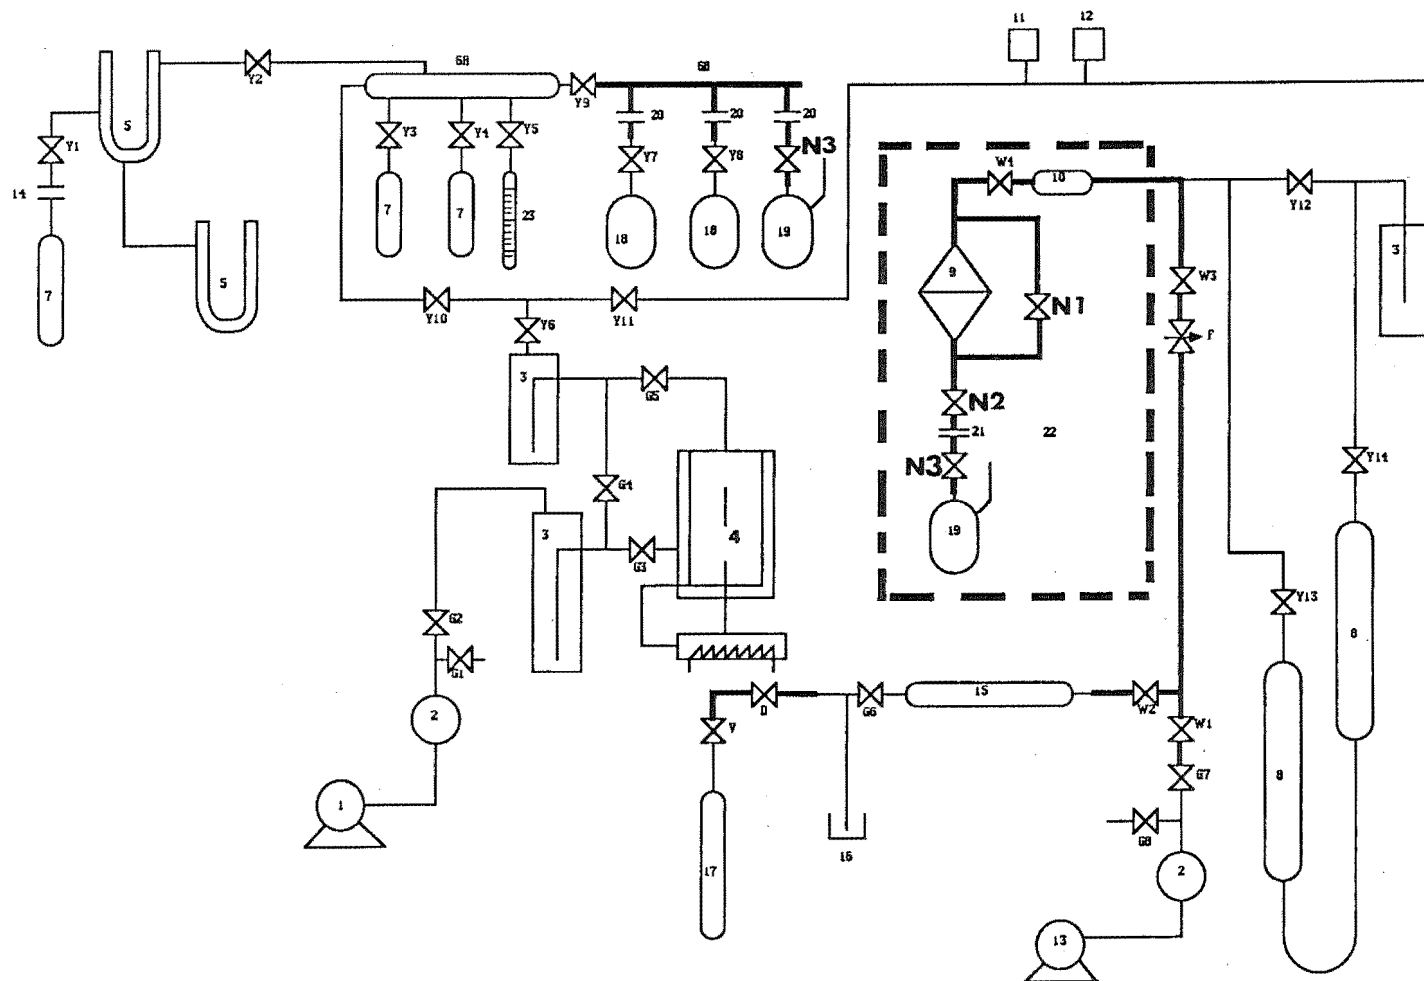 11 12
6A 6B
Y2 Y9
5 Y1 Y3 Y4 Y5 20 20 20
Y7 Y8 N3
14 W4 10 Y12
7 7 23 18 18 19
5 9 3
7 W3
Y10 Y11 N1
Y6 F
3 G5
N2
21 22
N3 Y14
G4
3 4 19
G3
Y13
G2 8
G1
15
2 D G6 W2
V W1
8 G7
1
G8
16
17 2
13